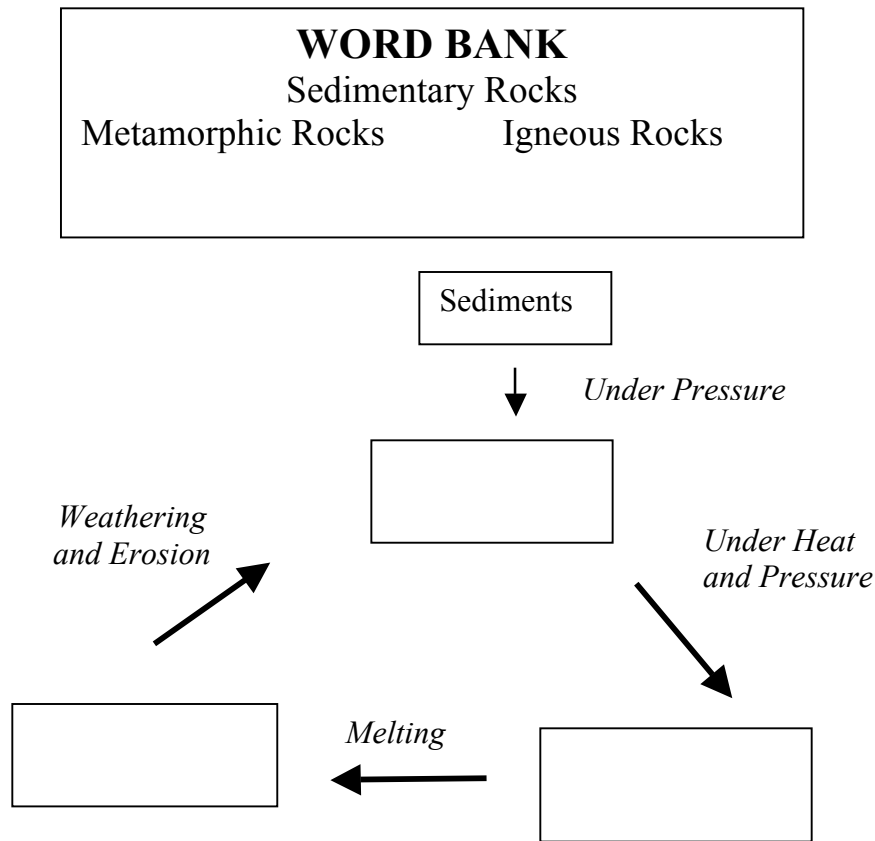 WORD BANK
Sedimentary Rocks
Metamorphic Rocks Igneous Rocks
Sediments
Under Pressure
Weathering
and Erosion
Under Heat
and Pressure
Melting